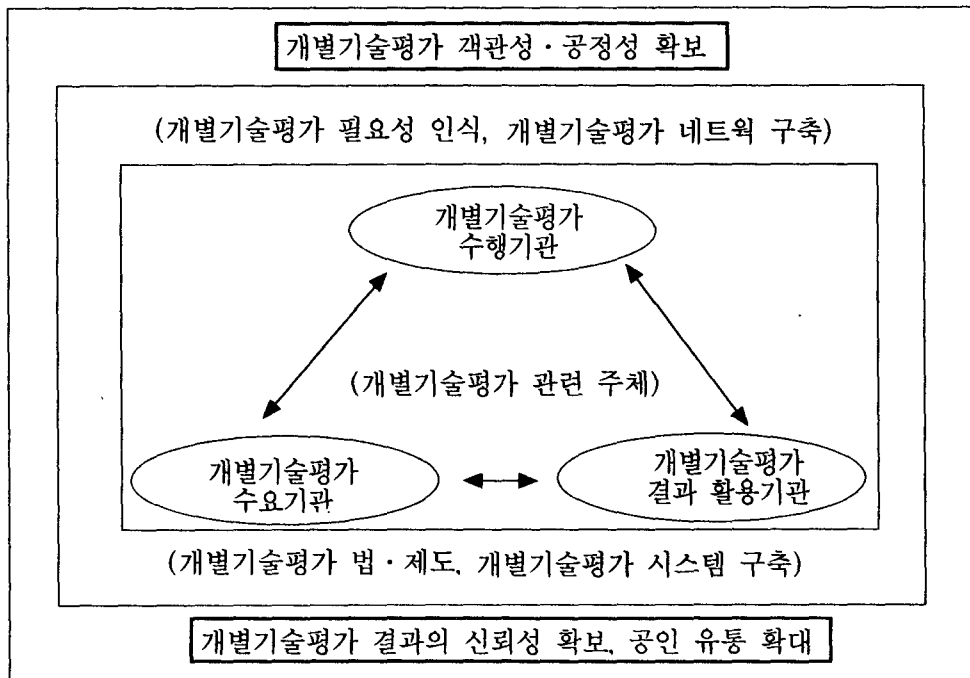 개별기술평가 객관성·공정성 확보
(개별기술평가 필요성 인식, 개별기술평가 네트웍 구축)
개별기술평가
수행기관
(개별기술평가 관련 주체)
개별기술평가
수요기관
개별기술평가
결과 활용기관
(개별기술평가 법·제도, 개별기술평가 시스템 구축)
개별기술평가 결과의 신뢰성 확보, 공인 유통 확대